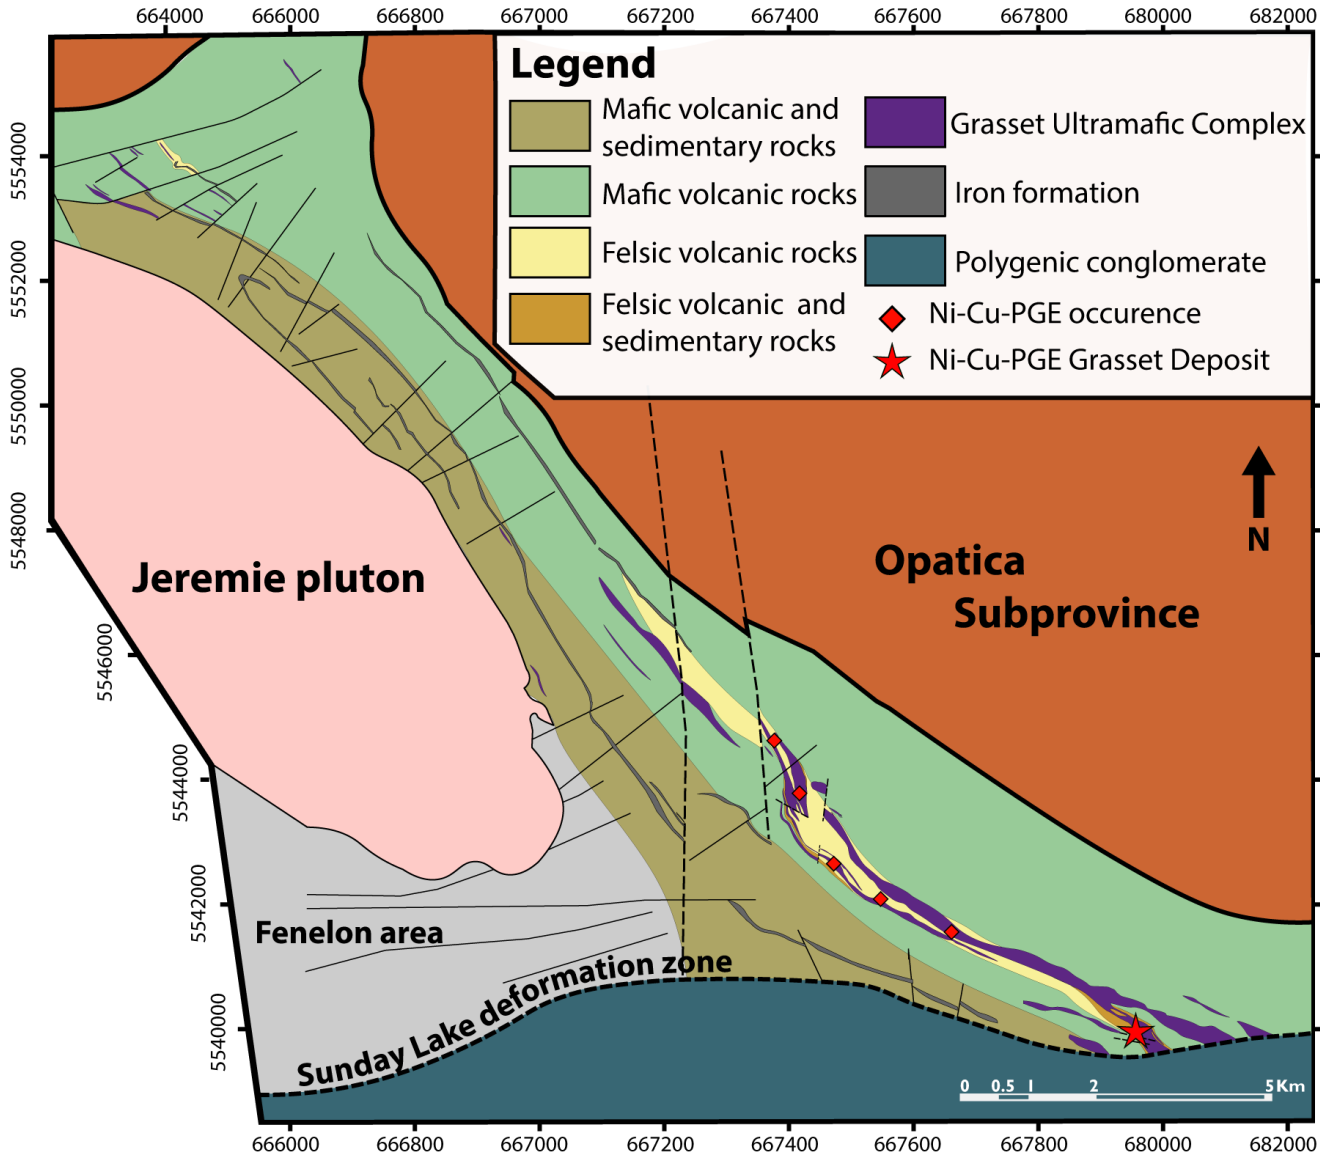 664000 666000 666800 667000 667200 667400 667600 667800 680000 682000
Legend
Mafic volcanic and
sedimentary rocks
Mafic volcanic rocks
Felsic volcanic rocks
Felsic volcanic and
sedimentary rocks
Grasset Ultramafic Complex
Iron formation
Polygenic conglomerate
Ni-Cu-PGE occurence
Ni-Cu-PGE Grasset Deposit
5554000
5552000
5550000
5548000
5546000
5544000
5542000
5540000
N
Jeremie pluton
Opatica
Subprovince
Fenelon area
Sunday Lake deformation zone
0 0.5 1 2 5 Km
666000 666800 667000 667200 667400 667600 667800 680000 682000